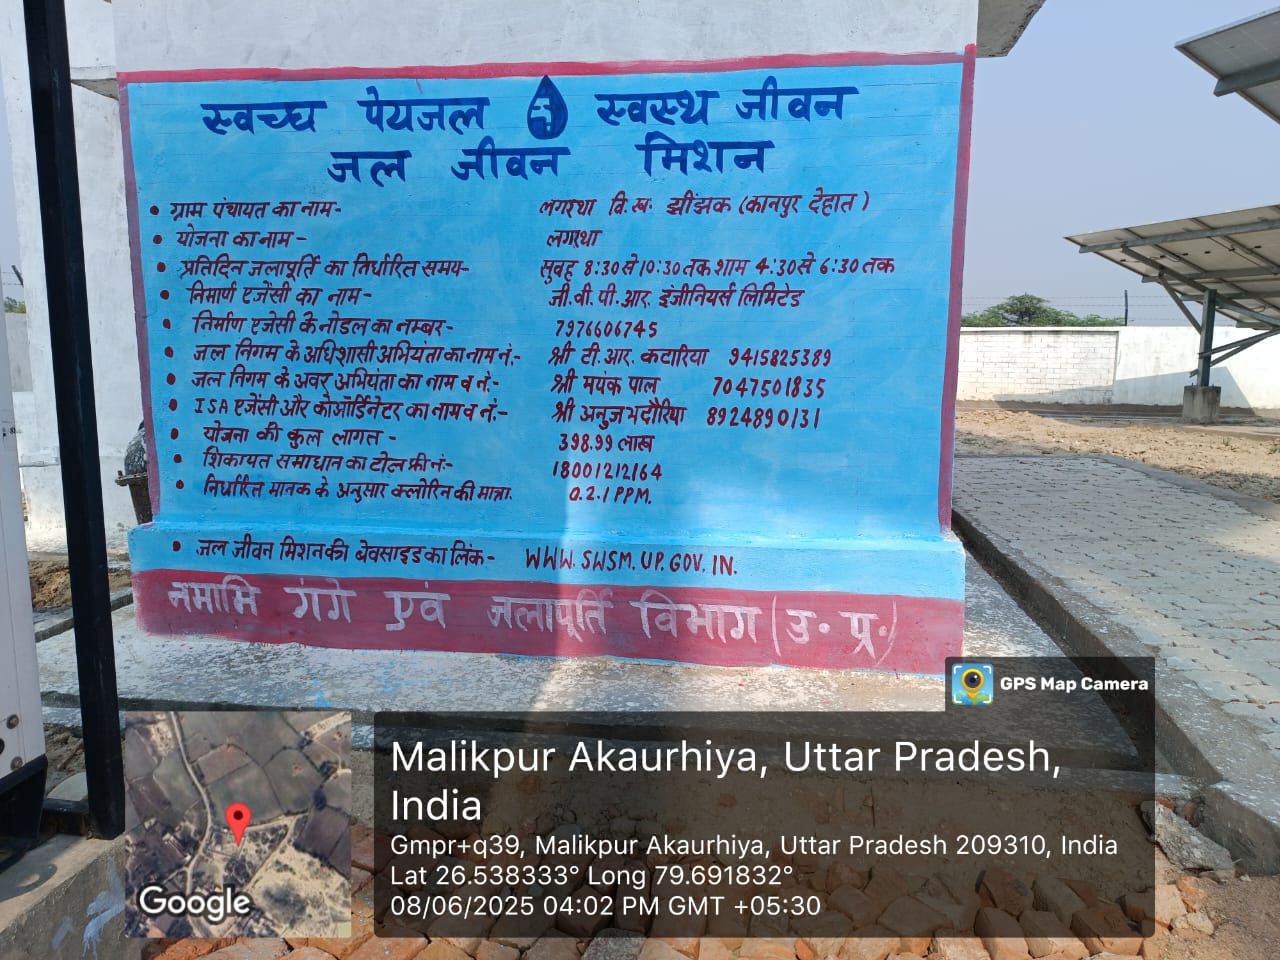 स्वच्छ पेयजल स्वस्थ जीवन
जल जीवन मिशन
• ग्राम पंचायत का नाम- लगरथा वि.ख. झींझक (कानपुर देहात)
• योजना का नाम - लगरथा
• प्रतिदिन जलापूर्ति का निर्धारित समय- सुवह 8:30 से 10:30 तक शाम 4:30 से 6:30 तक
• निमार्ण एजेंसी का नाम- जी.वी.पी.आर. इंजीनियर्स लिमिटेड
• निर्माण एजेंसी के नोडल का नम्बर- 7976606745
• जल निगम के अधिशासी अभियंता का नाम नं:- श्री टी.आर. कटारिया 9415825389
• जल निगम के अवर अभियंता का नाम व नं:- श्री मयंक पाल 7047501835
• ISA एजेंसी और कोऑर्डिनेटर का नाम व नं:- श्री अनुज भदौरिया 8924890131
• योजना की कुल लागत - 398.99 लाख
• शिकायत समाधान का टोल फ्री नं:- 18001212164
• निर्धारित मानक के अनुसार क्लोरिन की मात्रा. 0.2.1 PPM.
• जल जीवन मिशन की बेवसाइड का लिंक- WWW.SWSM.UP.GOV.IN.
नमामि गंगे एवं जलापूर्ति विभाग (उ. प्र.)
GPS Map Camera
Malikpur Akaurhiya, Uttar Pradesh,
India
Gmpr+q39, Malikpur Akaurhiya, Uttar Pradesh 209310, India
Lat 26.538333° Long 79.691832°
08/06/2025 04:02 PM GMT +05:30
Google